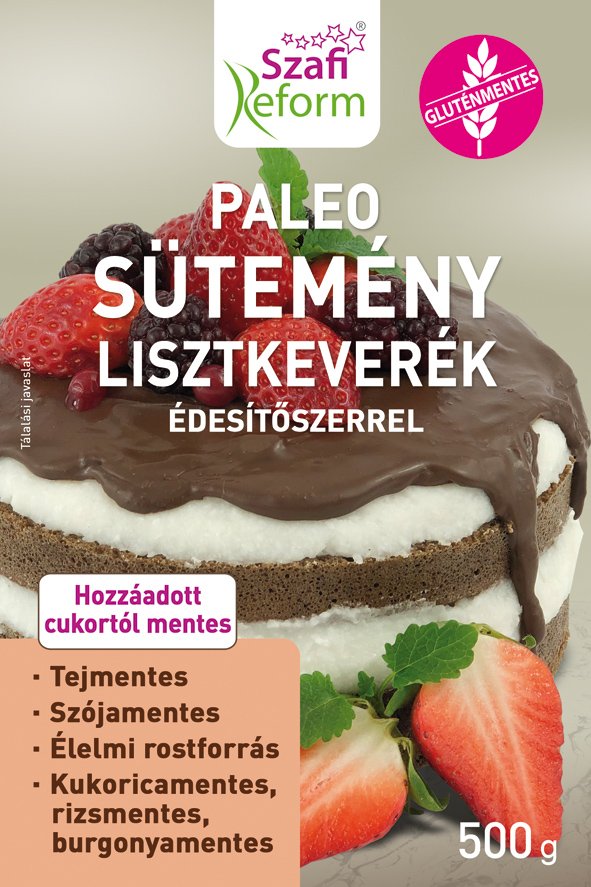 Szafi
Reform
®
GLUTÉNMENTES
PALEO
SÜTEMÉNY
LISZTKEVERÉK
ÉDESÍTŐSZERREL
Tálalási javaslat
Hozzáadott
cukortól mentes
· Tejmentes
· Szójamentes
· Élelmi rostforrás
· Kukoricamentes,
rizsmentes,
burgonyamentes
500 g